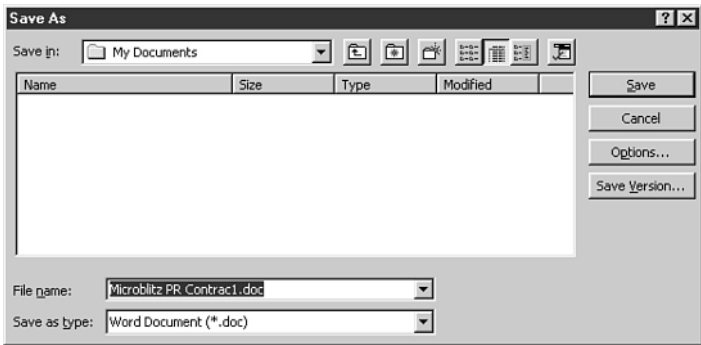 Save As
Save in: My Documents
Name Size Type Modified
Save
Cancel
Options...
Save Version...
File name: Microblitz PR Contrac1.doc
Save as type: Word Document (*.doc)